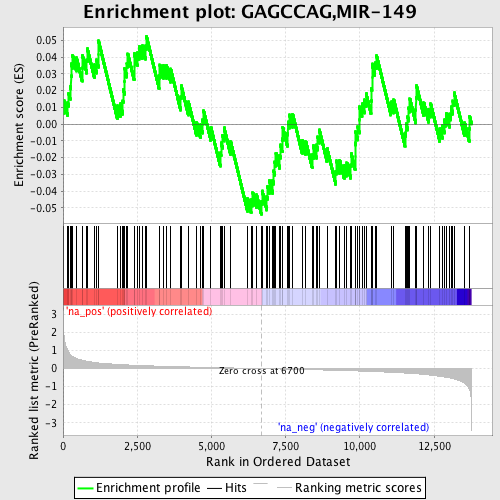 Enrichment plot: GAGCCAG,MIR-149
Enrichment score (ES)
0.05
0.04
0.03
0.02
0.01
0.00
-0.01
-0.02
-0.03
-0.04
-0.05
'na_pos' (positively correlated)
Ranked list metric (PreRanked)
3
2
1
0
-1
-2
-3
Zero cross at 6700
'na_neg' (negatively correlated)
0
2,500
5,000
7,500
10,000
12,500
Rank in Ordered Dataset
Enrichment profile
Hits
Ranking metric scores